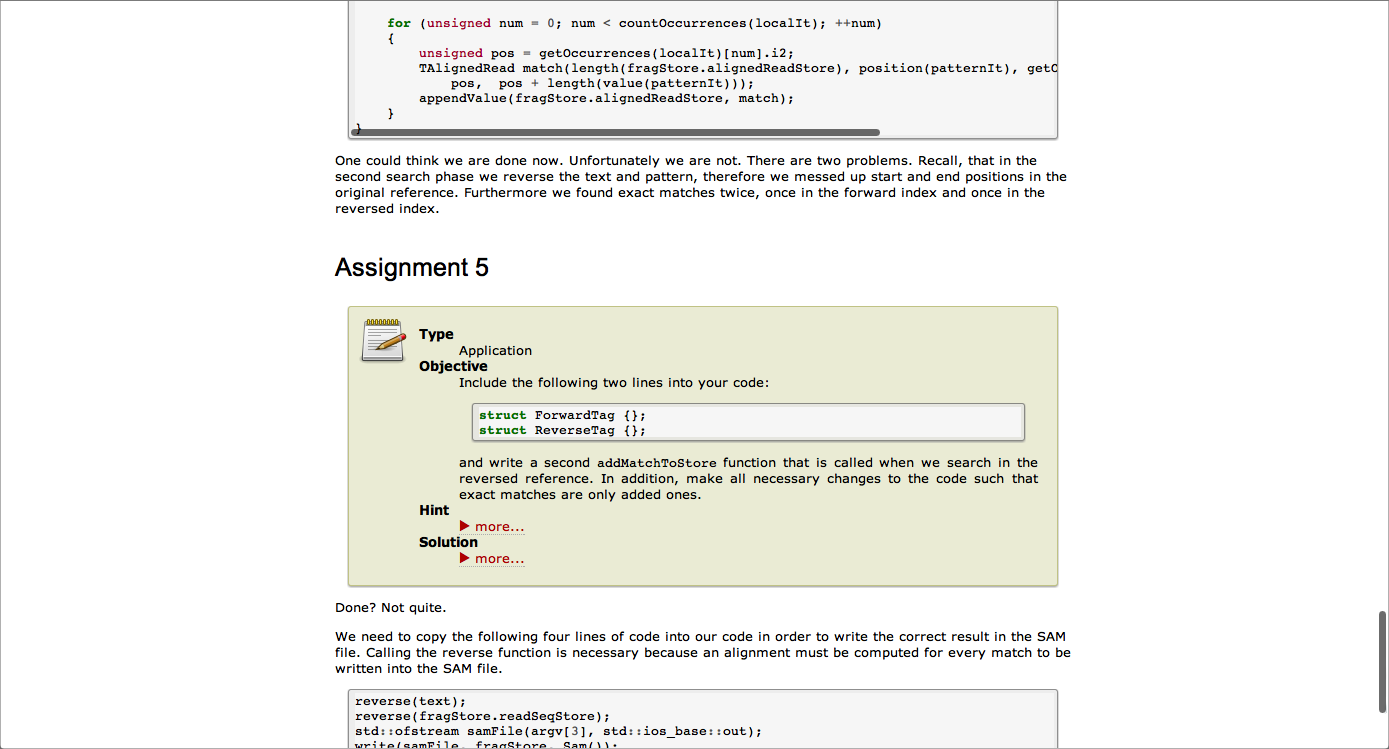 for (unsigned num = 0; num < countOccurrences(localIt); ++num)
{
unsigned pos = getOccurrences(localIt)[num].i2;
TAlignedRead match(length(fragStore.alignedReadStore), position(patternIt), getO
pos,  pos + length(value(patternIt)));
appendValue(fragStore.alignedReadStore, match);
}
}
One could think we are done now. Unfortunately we are not. There are two problems. Recall, that in the
second search phase we reverse the text and pattern, therefore we messed up start and end positions in the
original reference. Furthermore we found exact matches twice, once in the forward index and once in the
reversed index.
Assignment 5
Type
Application
Objective
Include the following two lines into your code:
struct ForwardTag {};
struct ReverseTag {};
and write a second addMatchToStore function that is called when we search in the
reversed reference. In addition, make all necessary changes to the code such that
exact matches are only added ones.
Hint
more...
Solution
more...
Done? Not quite.
We need to copy the following four lines of code into our code in order to write the correct result in the SAM
file. Calling the reverse function is necessary because an alignment must be computed for every match to be
written into the SAM file.
reverse(text);
reverse(fragStore.readSeqStore);
std::ofstream samFile(argv[3], std::ios_base::out);
write(samFile, fragStore, Sam());